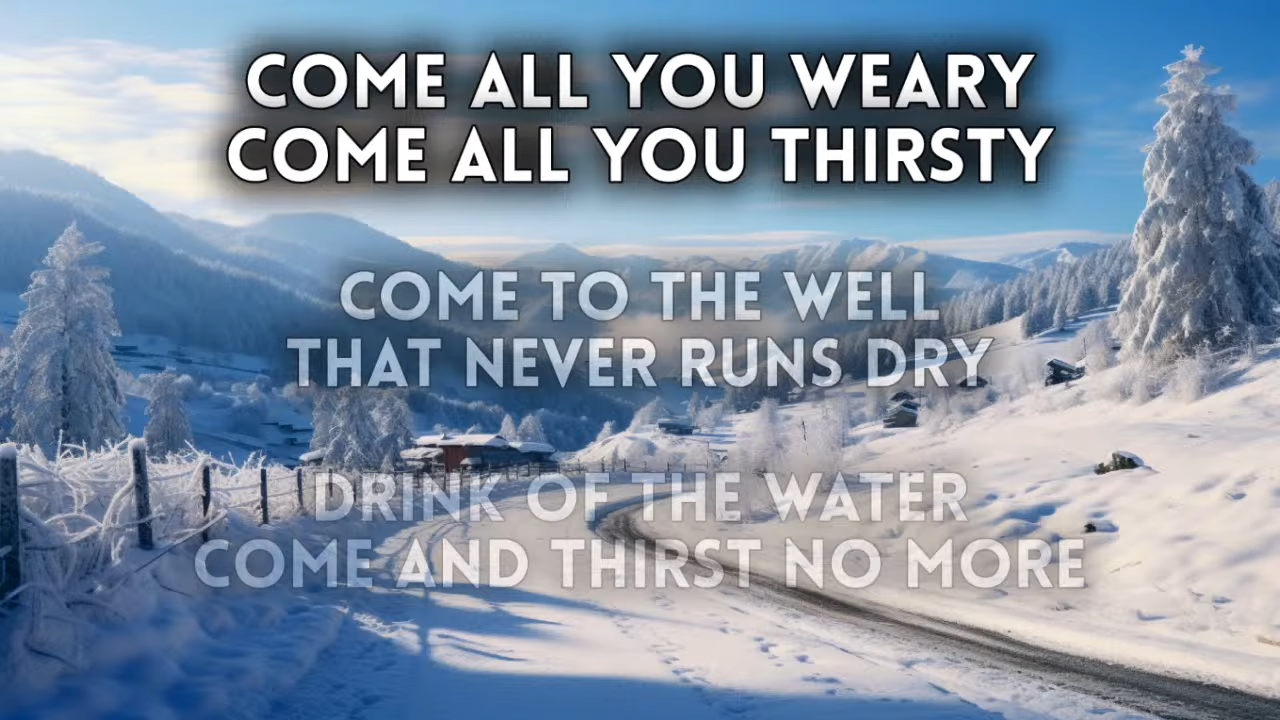 COME ALL YOU WEARY
COME ALL YOU THIRSTY
COME TO THE WELL
THAT NEVER RUNS DRY
DRINK OF THE WATER
COME AND THIRST NO MORE